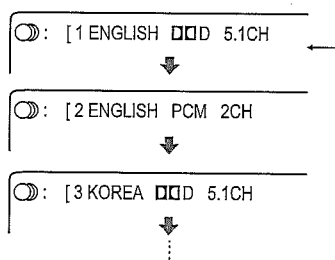 : [ 1 ENGLISH D 5.1CH
: [ 2 ENGLISH PCM 2CH
: [ 3 KOREA D 5.1CH